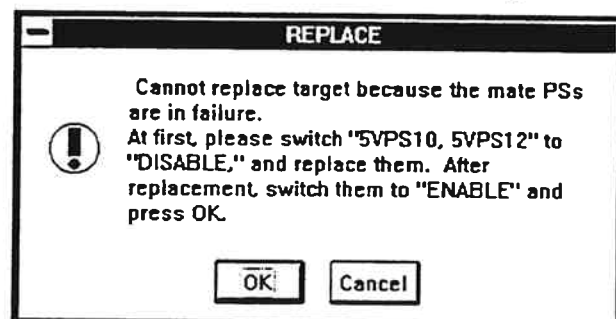 REPLACE
Cannot replace target because the mate PSs
are in failure.
At first, please switch "5VPS10, 5VPS12" to
"DISABLE," and replace them. After
replacement, switch them to "ENABLE" and
press OK.
OK Cancel